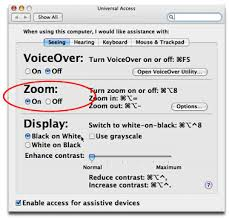 Universal Access
Show All
When using this computer, I would like assistance with
Seeing Hearing Keyboard Mouse & Trackpad
VoiceOver: Turn VoiceOver on or off: ⌘F5
On Off Open VoiceOver Utility...
Zoom: Turn zoom on or off: ⌥⌘8
On Off Zoom in: ⌥⌘=
Zoom out: ⌥⌘- Options...
Display: Switch to white-on-black: ⌃⌥⌘8
Black on White Use grayscale
White on Black
Enhance contrast:
Normal Maximum
Reduce contrast: ⌃⌥⌘,
Increase contrast: ⌃⌥⌘.
Enable access for assistive devices
?